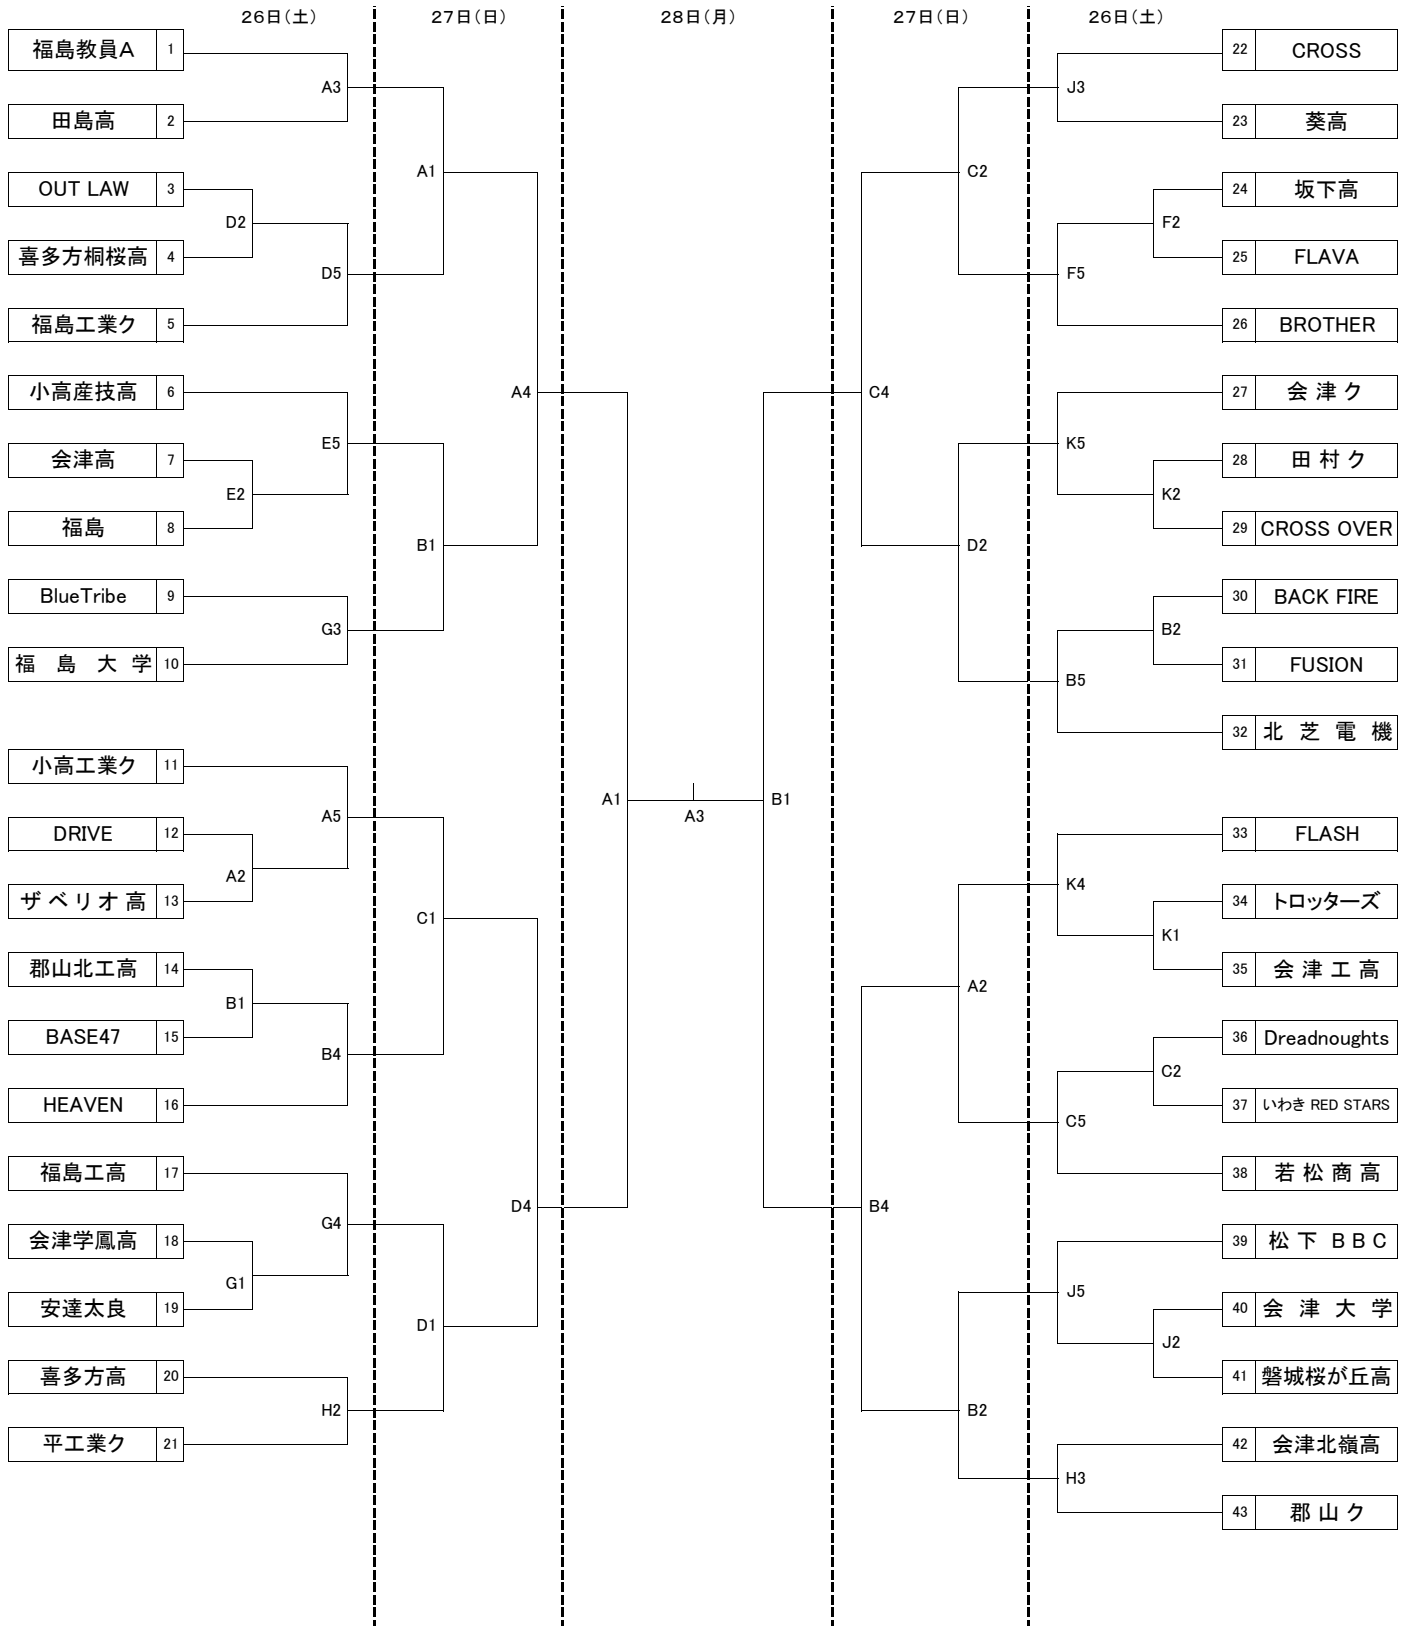 26日(土) 27日(日) 28日(月) 27日(日) 26日(土)
福島教員A 1
22 CROSS
A3
J3
田島高 2
23 葵高
A1
C2
OUT LAW 3
24 坂下高
D2
F2
喜多方桐桜高 4
25 FLAVA
D5
F5
福島工業ク 5
26 BROTHER
小高産技高 6
A4
C4
27 会津ク
E5
K5
会津高 7
28 田村ク
E2
K2
福島 8
29 CROSS OVER
B1
D2
BlueTribe 9
30 BACK FIRE
G3
B2
福島大学 10
31 FUSION
B5
32 北芝電機
小高工業ク 11
A1
A3
B1
A5
DRIVE 12
33 FLASH
A2
K4
ザベリオ高 13
34 トロッターズ
C1
K1
郡山北工高 14
35 会津工高
A2
B1
BASE47 15
36 Dreadnoughts
B4
C2
HEAVEN 16
37 いわき RED STARS
C5
福島工高 17
38 若松商高
D4
B4
G4
会津学鳳高 18
39 松下BBC
G1
J5
安達太良 19
40 会津大学
D1
J2
喜多方高 20
41 磐城桜が丘高
H2
B2
平工業ク 21
42 会津北嶺高
H3
43 郡山ク